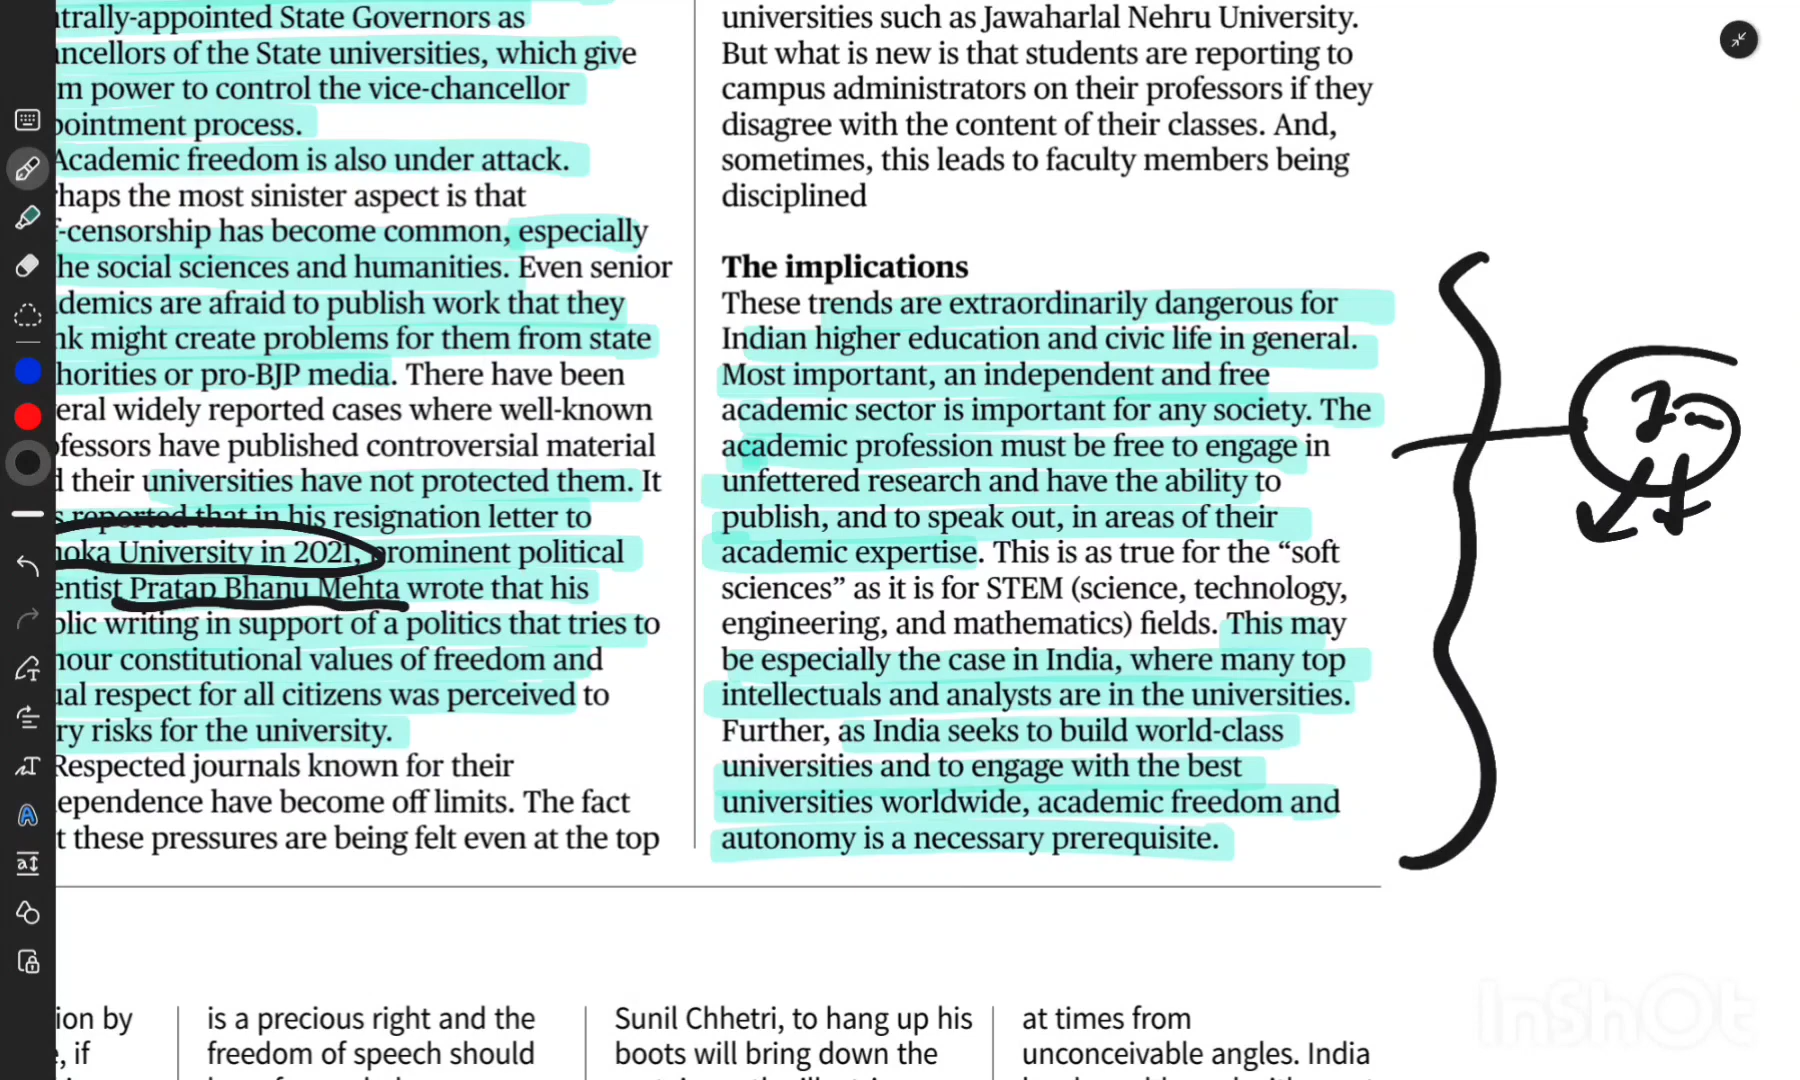 trally-appointed State Governors as
ancellors of the State universities, which give
m power to control the vice-chancellor
pointment process.
Academic freedom is also under attack.
rhaps the most sinister aspect is that
f-censorship has become common, especially
he social sciences and humanities. Even senior
demics are afraid to publish work that they
nk might create problems for them from state
horities or pro-BJP media. There have been
eral widely reported cases where well-known
ofessors have published controversial material
d their universities have not protected them. It
s reported that in his resignation letter to
hoka University in 2021, prominent political
entist Pratap Bhanu Mehta wrote that his
blic writing in support of a politics that tries to
nour constitutional values of freedom and
ual respect for all citizens was perceived to
ry risks for the university.
Respected journals known for their
ependence have become off limits. The fact
t these pressures are being felt even at the top
universities such as Jawaharlal Nehru University.
But what is new is that students are reporting to
campus administrators on their professors if they
disagree with the content of their classes. And,
sometimes, this leads to faculty members being
disciplined
The implications
These trends are extraordinarily dangerous for
Indian higher education and civic life in general.
Most important, an independent and free
academic sector is important for any society. The
academic profession must be free to engage in
unfettered research and have the ability to
publish, and to speak out, in areas of their
academic expertise. This is as true for the “soft
sciences” as it is for STEM (science, technology,
engineering, and mathematics) fields. This may
be especially the case in India, where many top
intellectuals and analysts are in the universities.
Further, as India seeks to build world-class
universities and to engage with the best
universities worldwide, academic freedom and
autonomy is a necessary prerequisite.
ion by
, if
is a precious right and the
freedom of speech should
Sunil Chhetri, to hang up his
boots will bring down the
at times from
unconceivable angles. India
InShOt